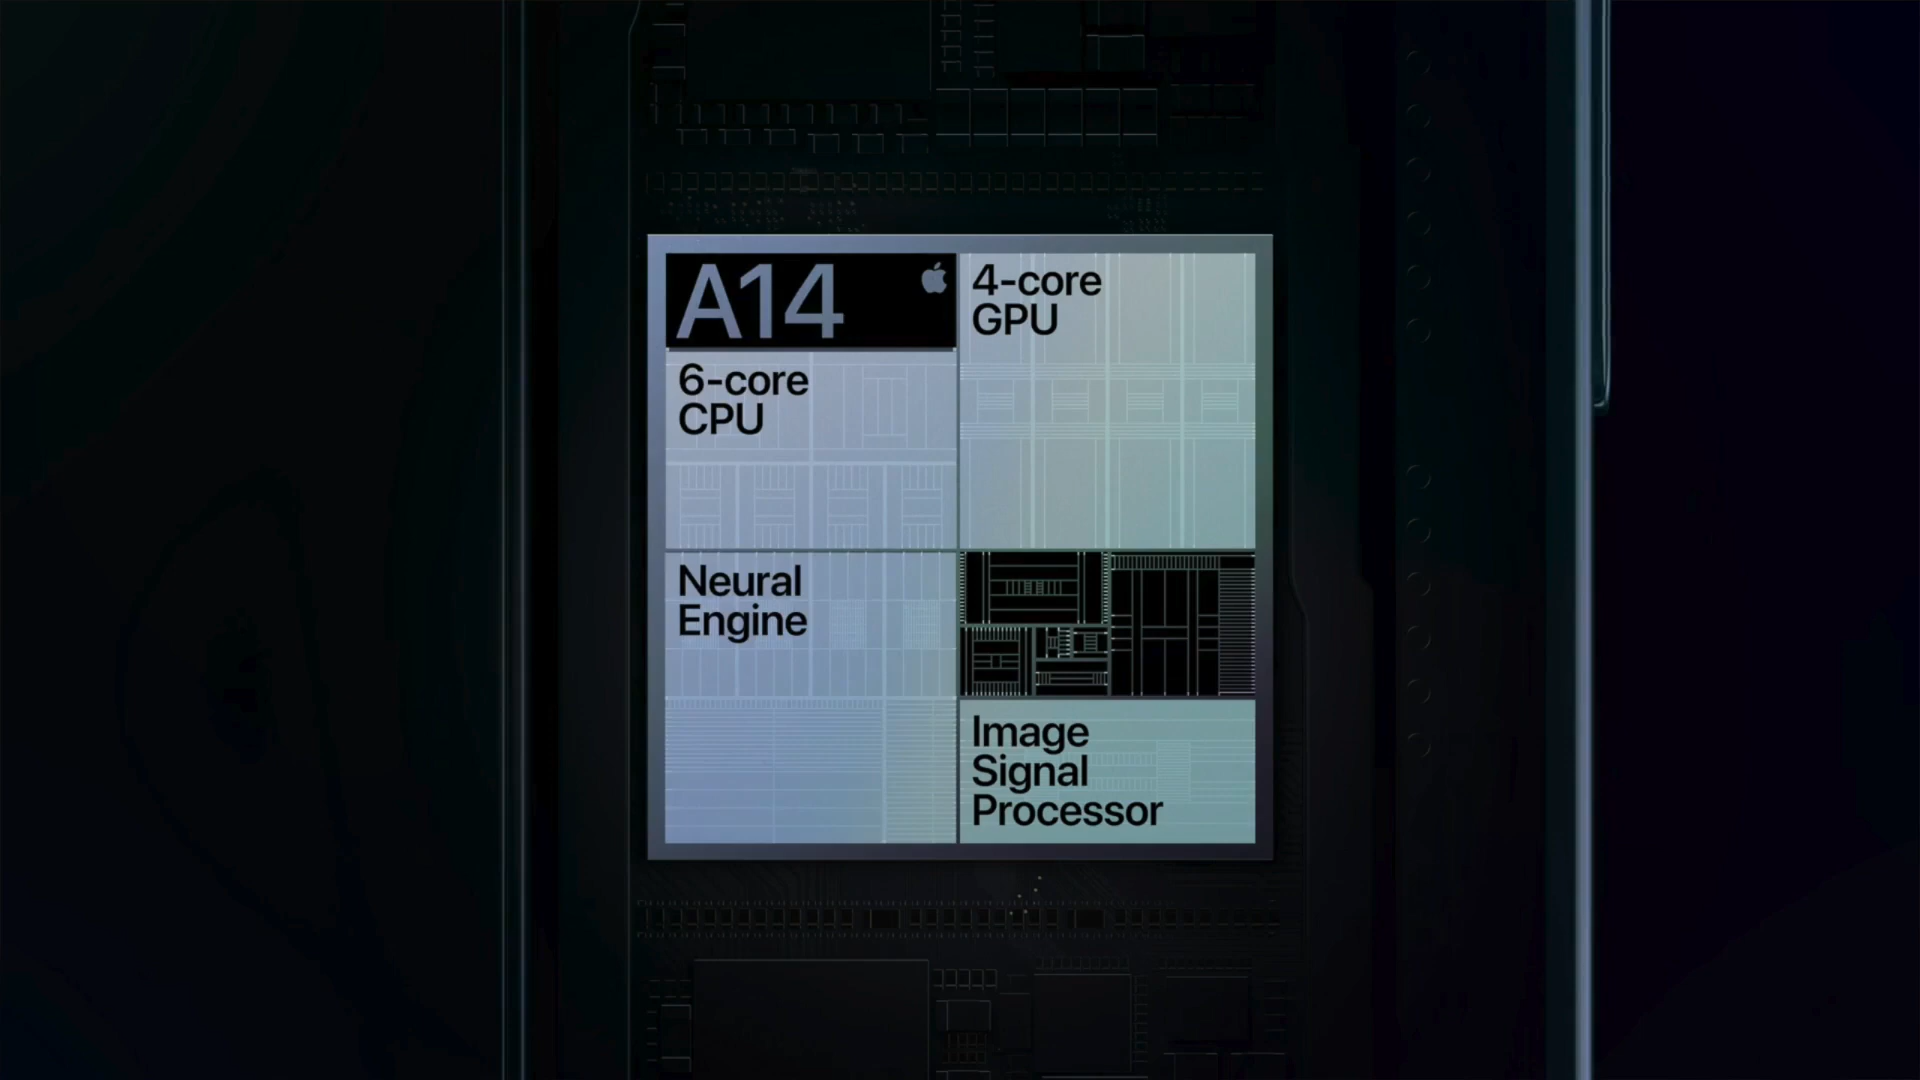 A14
6-core
CPU
4-core
GPU
Neural
Engine
Image
Signal
Processor